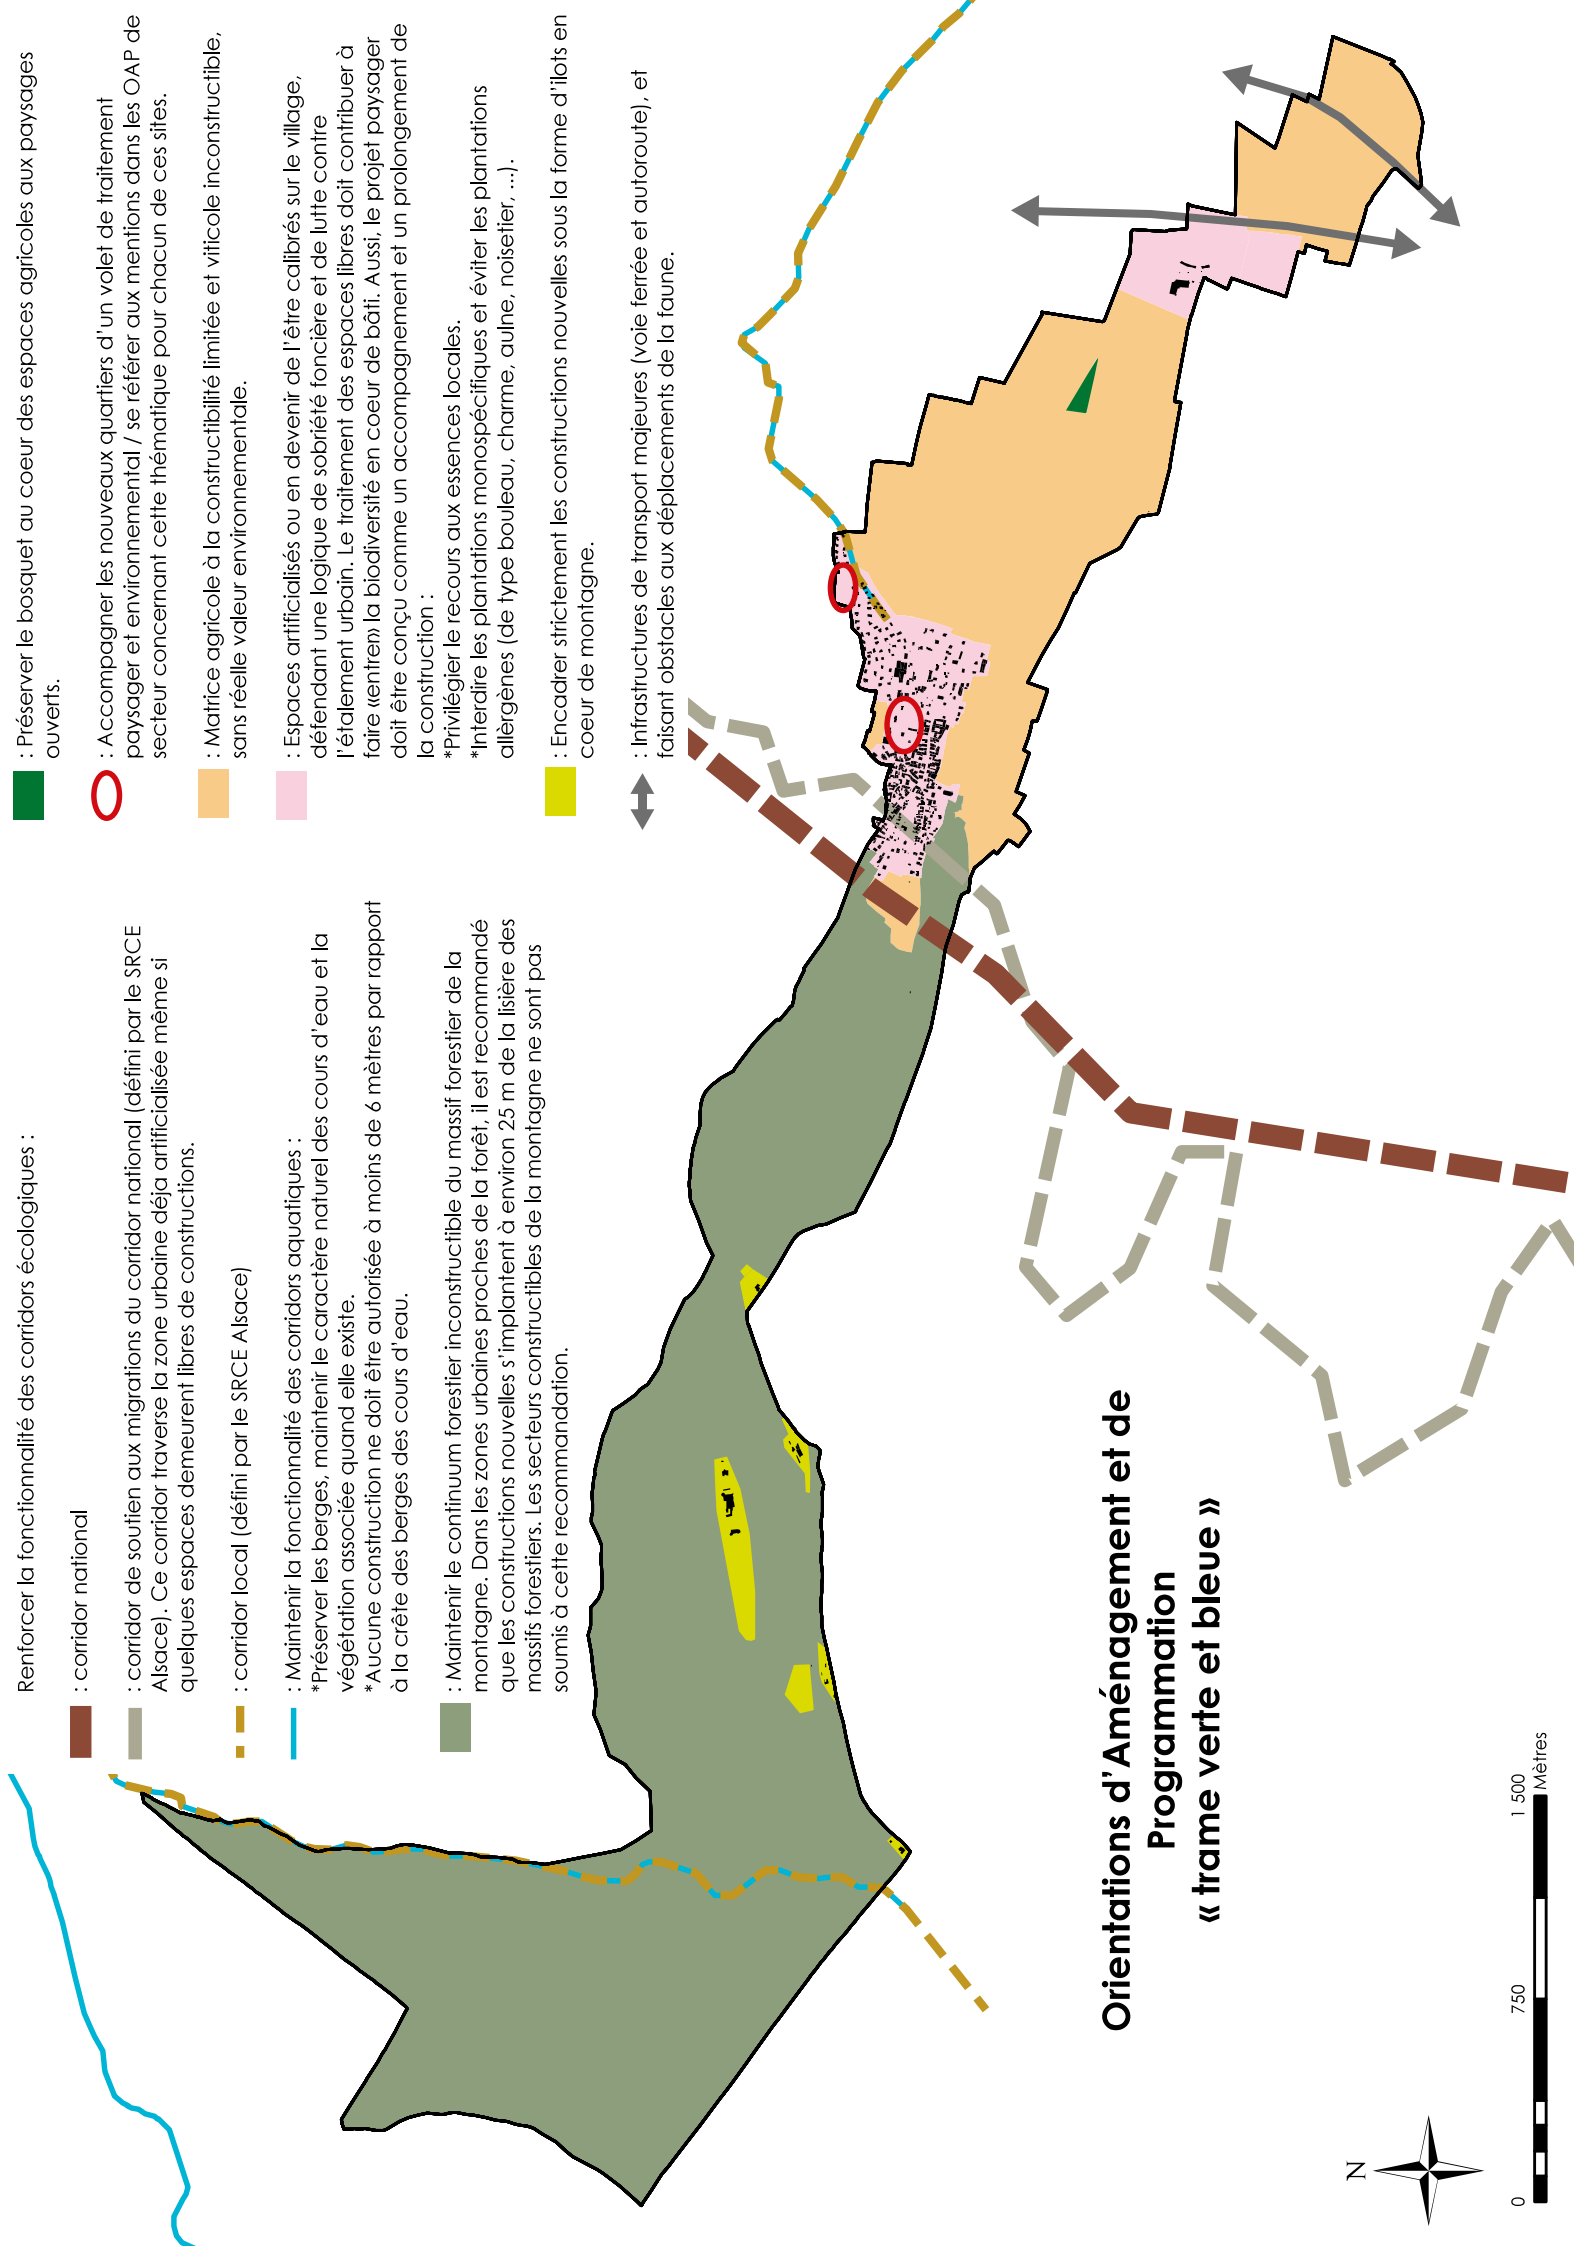 Renforcer la fonctionnalité des corridors écologiques :
: corridor national
: corridor de soutien aux migrations du corridor national (défini par le SRCE
Alsace). Ce corridor traverse la zone urbaine déja artificialisée même si
quelques espaces demeurent libres de constructions.
: corridor local (défini par le SRCE Alsace)
: Maintenir la fonctionnalité des corridors aquatiques :
*Préserver les berges, maintenir le caractère naturel des cours d'eau et la
végétation associée quand elle existe.
*Aucune construction ne doit être autorisée à moins de 6 mètres par rapport
à la crête des berges des cours d'eau.
: Maintenir le continuum forestier inconstructible du massif forestier de la
montagne. Dans les zones urbaines proches de la forêt, il est recommandé
que les constructions nouvelles s'implantent à environ 25 m de la lisière des
massifs forestiers. Les secteurs constructibles de la montagne ne sont pas
soumis à cette recommandation.
: Préserver le bosquet au coeur des espaces agricoles aux paysages
ouverts.
: Accompagner les nouveaux quartiers d'un volet de traitement
paysager et environnemental / se référer aux mentions dans les OAP de
secteur concernant cette thématique pour chacun de ces sites.
: Matrice agricole à la constructibilité limitée et viticole inconstructible,
sans réelle valeur environnementale.
: Espaces artificialisés ou en devenir de l'être calibrés sur le village,
défendant une logique de sobriété foncière et de lutte contre
l'étalement urbain. Le traitement des espaces libres doit contribuer à
faire «entrer» la biodiversité en coeur de bâti. Aussi, le projet paysager
doit être conçu comme un accompagnement et un prolongement de
la construction :
*Privilégier le recours aux essences locales.
*Interdire les plantations monospécifiques et éviter les plantations
allergènes (de type bouleau, charme, aulne, noisetier, ...).
: Encadrer strictement les constructions nouvelles sous la forme d'ilots en
coeur de montagne.
: Infrastructures de transport majeures (voie ferrée et autoroute), et
faisant obstacles aux déplacements de la faune.
Orientations d'Aménagement et de
Programmation
« trame verte et bleue »
N
0 750 1 500
Mètres